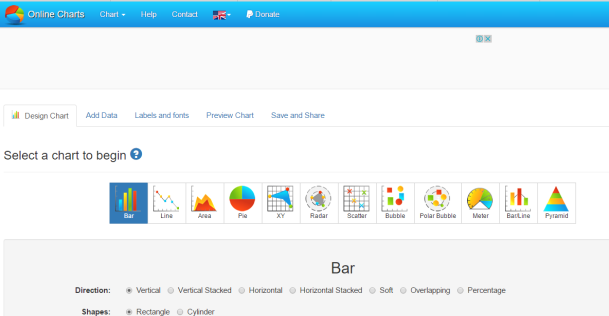 Online Charts Chart Help Contact Donate
Design Chart Add Data Labels and fonts Preview Chart Save and Share
Select a chart to begin ?
Bar Line Area Pie XY Radar Scatter Bubble Polar Bubble Meter Bar/Line Pyramid
Bar
Direction: Vertical Vertical Stacked Horizontal Horizontal Stacked Soft Overlapping Percentage
Shapes: Rectangle Cylinder